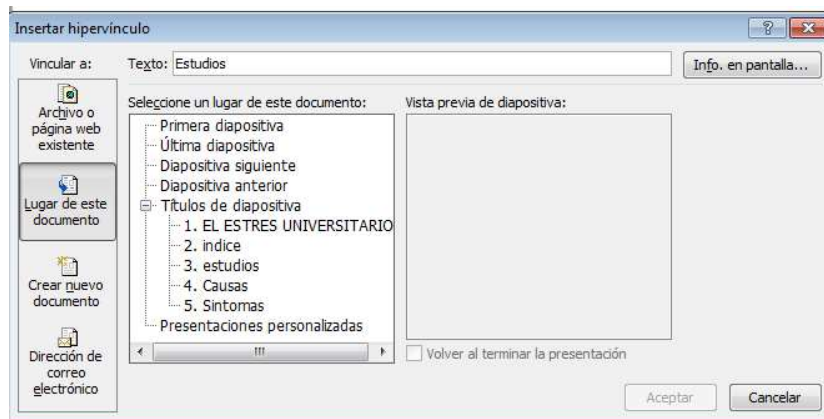 Insertar hipervínculo
Vincular a:
Texto: Estudios
Info. en pantalla...
Archivo o
página web
existente
Lugar de este
documento
Crear nuevo
documento
Dirección de
correo
electrónico
Seleccione un lugar de este documento:
Primera diapositiva
Última diapositiva
Diapositiva siguiente
Diapositiva anterior
Títulos de diapositiva
1. EL ESTRES UNIVERSITARIO
2. indice
3. estudios
4. Causas
5. Sintomas
Presentaciones personalizadas
Vista previa de diapositiva:
Volver al terminar la presentación
Aceptar
Cancelar